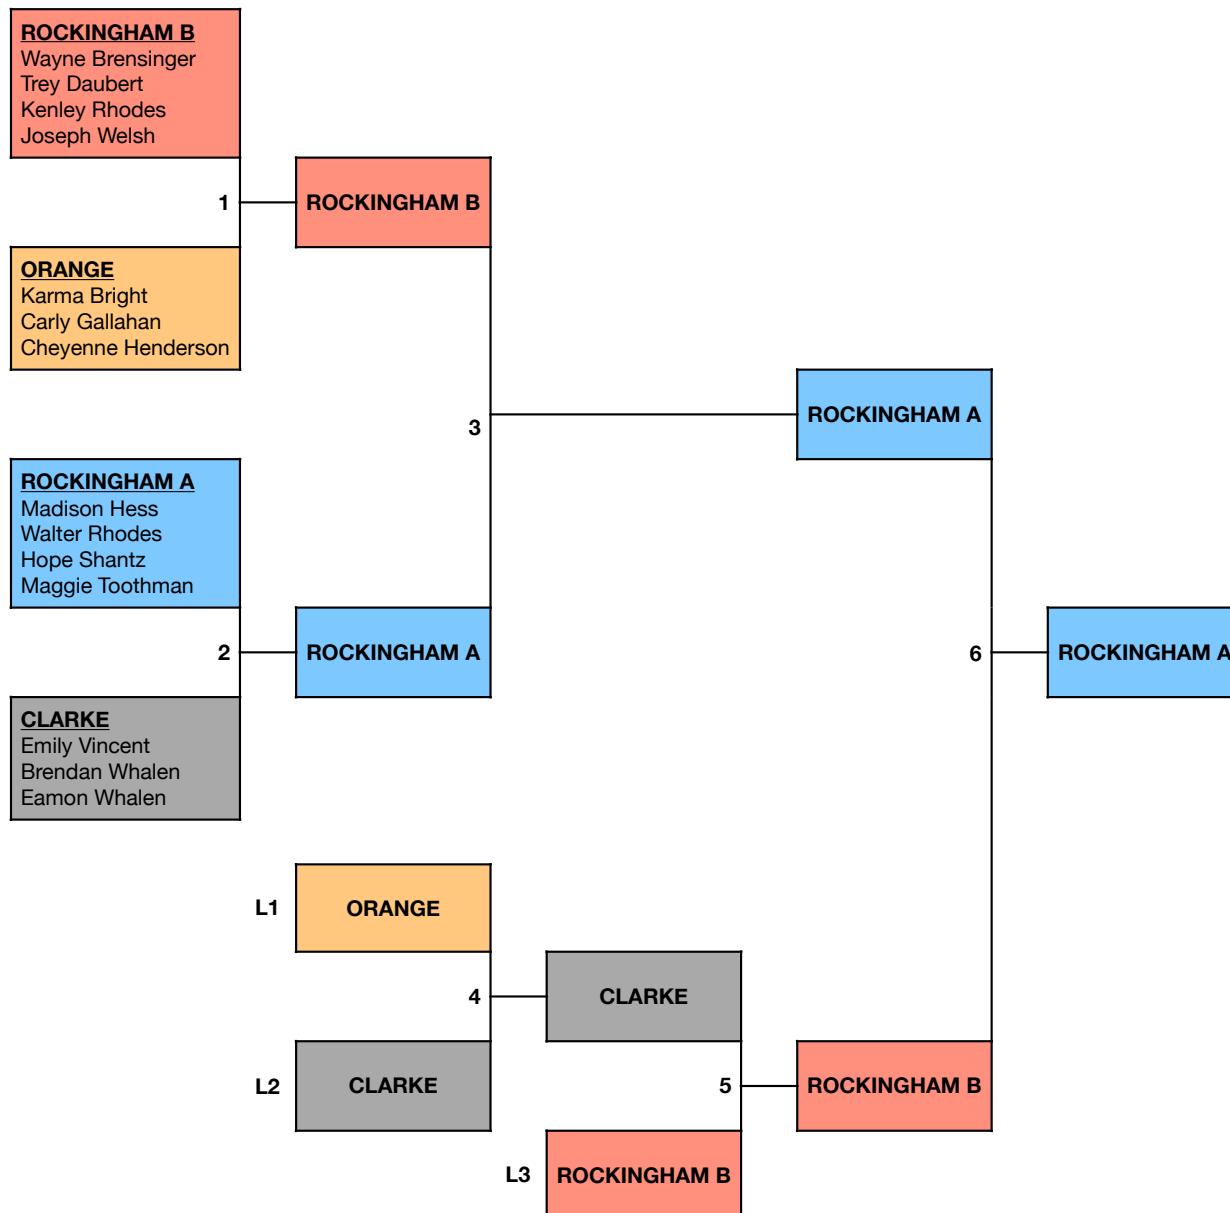 ROCKINGHAM B
Wayne Brensinger
Trey Daubert
Kenley Rhodes
Joseph Welsh
1
ROCKINGHAM B
ORANGE
Karma Bright
Carly Gallahan
Cheyenne Henderson
3
ROCKINGHAM A
ROCKINGHAM A
Madison Hess
Walter Rhodes
Hope Shantz
Maggie Toothman
2
ROCKINGHAM A
6
ROCKINGHAM A
CLARKE
Emily Vincent
Brendan Whalen
Eamon Whalen
L1
ORANGE
4
CLARKE
L2
CLARKE
5
ROCKINGHAM B
L3
ROCKINGHAM B